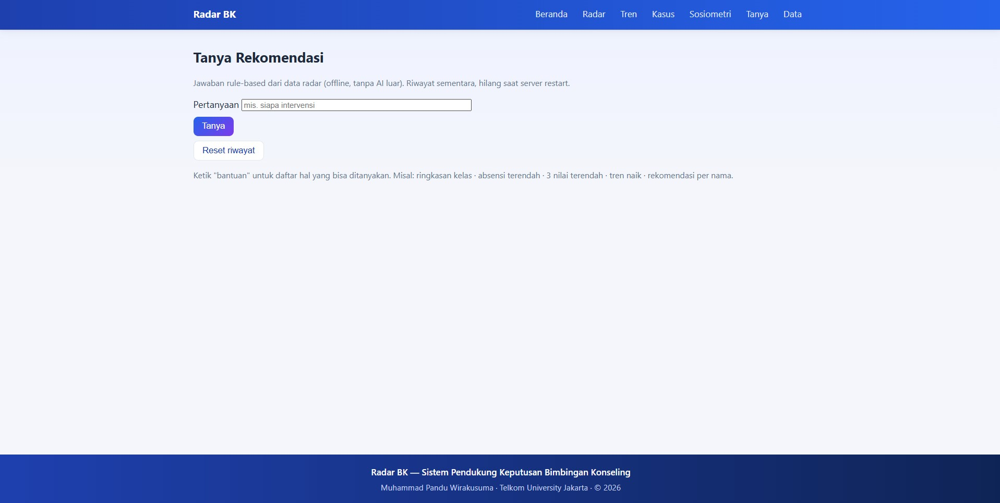 Radar BK
Beranda Radar Tren Kasus Sosiometri Tanya Data
Tanya Rekomendasi
Jawaban rule-based dari data radar (offline, tanpa AI luar). Riwayat sementara, hilang saat server restart.
Pertanyaan mis. siapa intervensi
Tanya
Reset riwayat
Ketik "bantuan" untuk daftar hal yang bisa ditanyakan. Misal: ringkasan kelas · absensi terendah · 3 nilai terendah · tren naik · rekomendasi per nama.
Radar BK — Sistem Pendukung Keputusan Bimbingan Konseling
Muhammad Pandu Wirakusuma · Telkom University Jakarta · © 2026